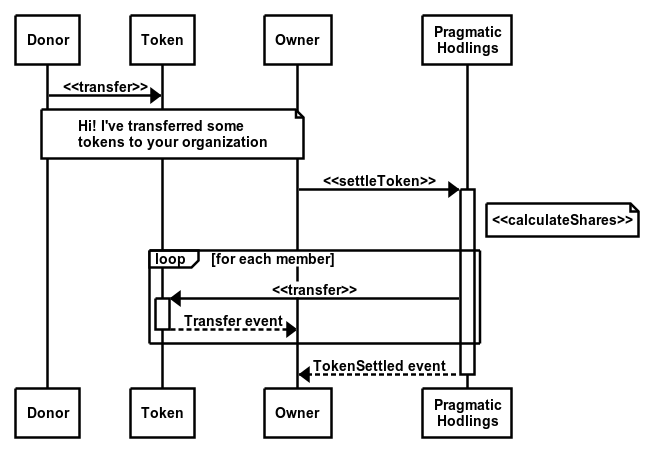 Donor
Token
Owner
Pragmatic
Hodlings
<<transfer>>
Hi! I've transferred some
tokens to your organization
<<settleToken>>
<<calculateShares>>
loop [for each member]
<<transfer>>
Transfer event
TokenSettled event
Donor
Token
Owner
Pragmatic
Hodlings